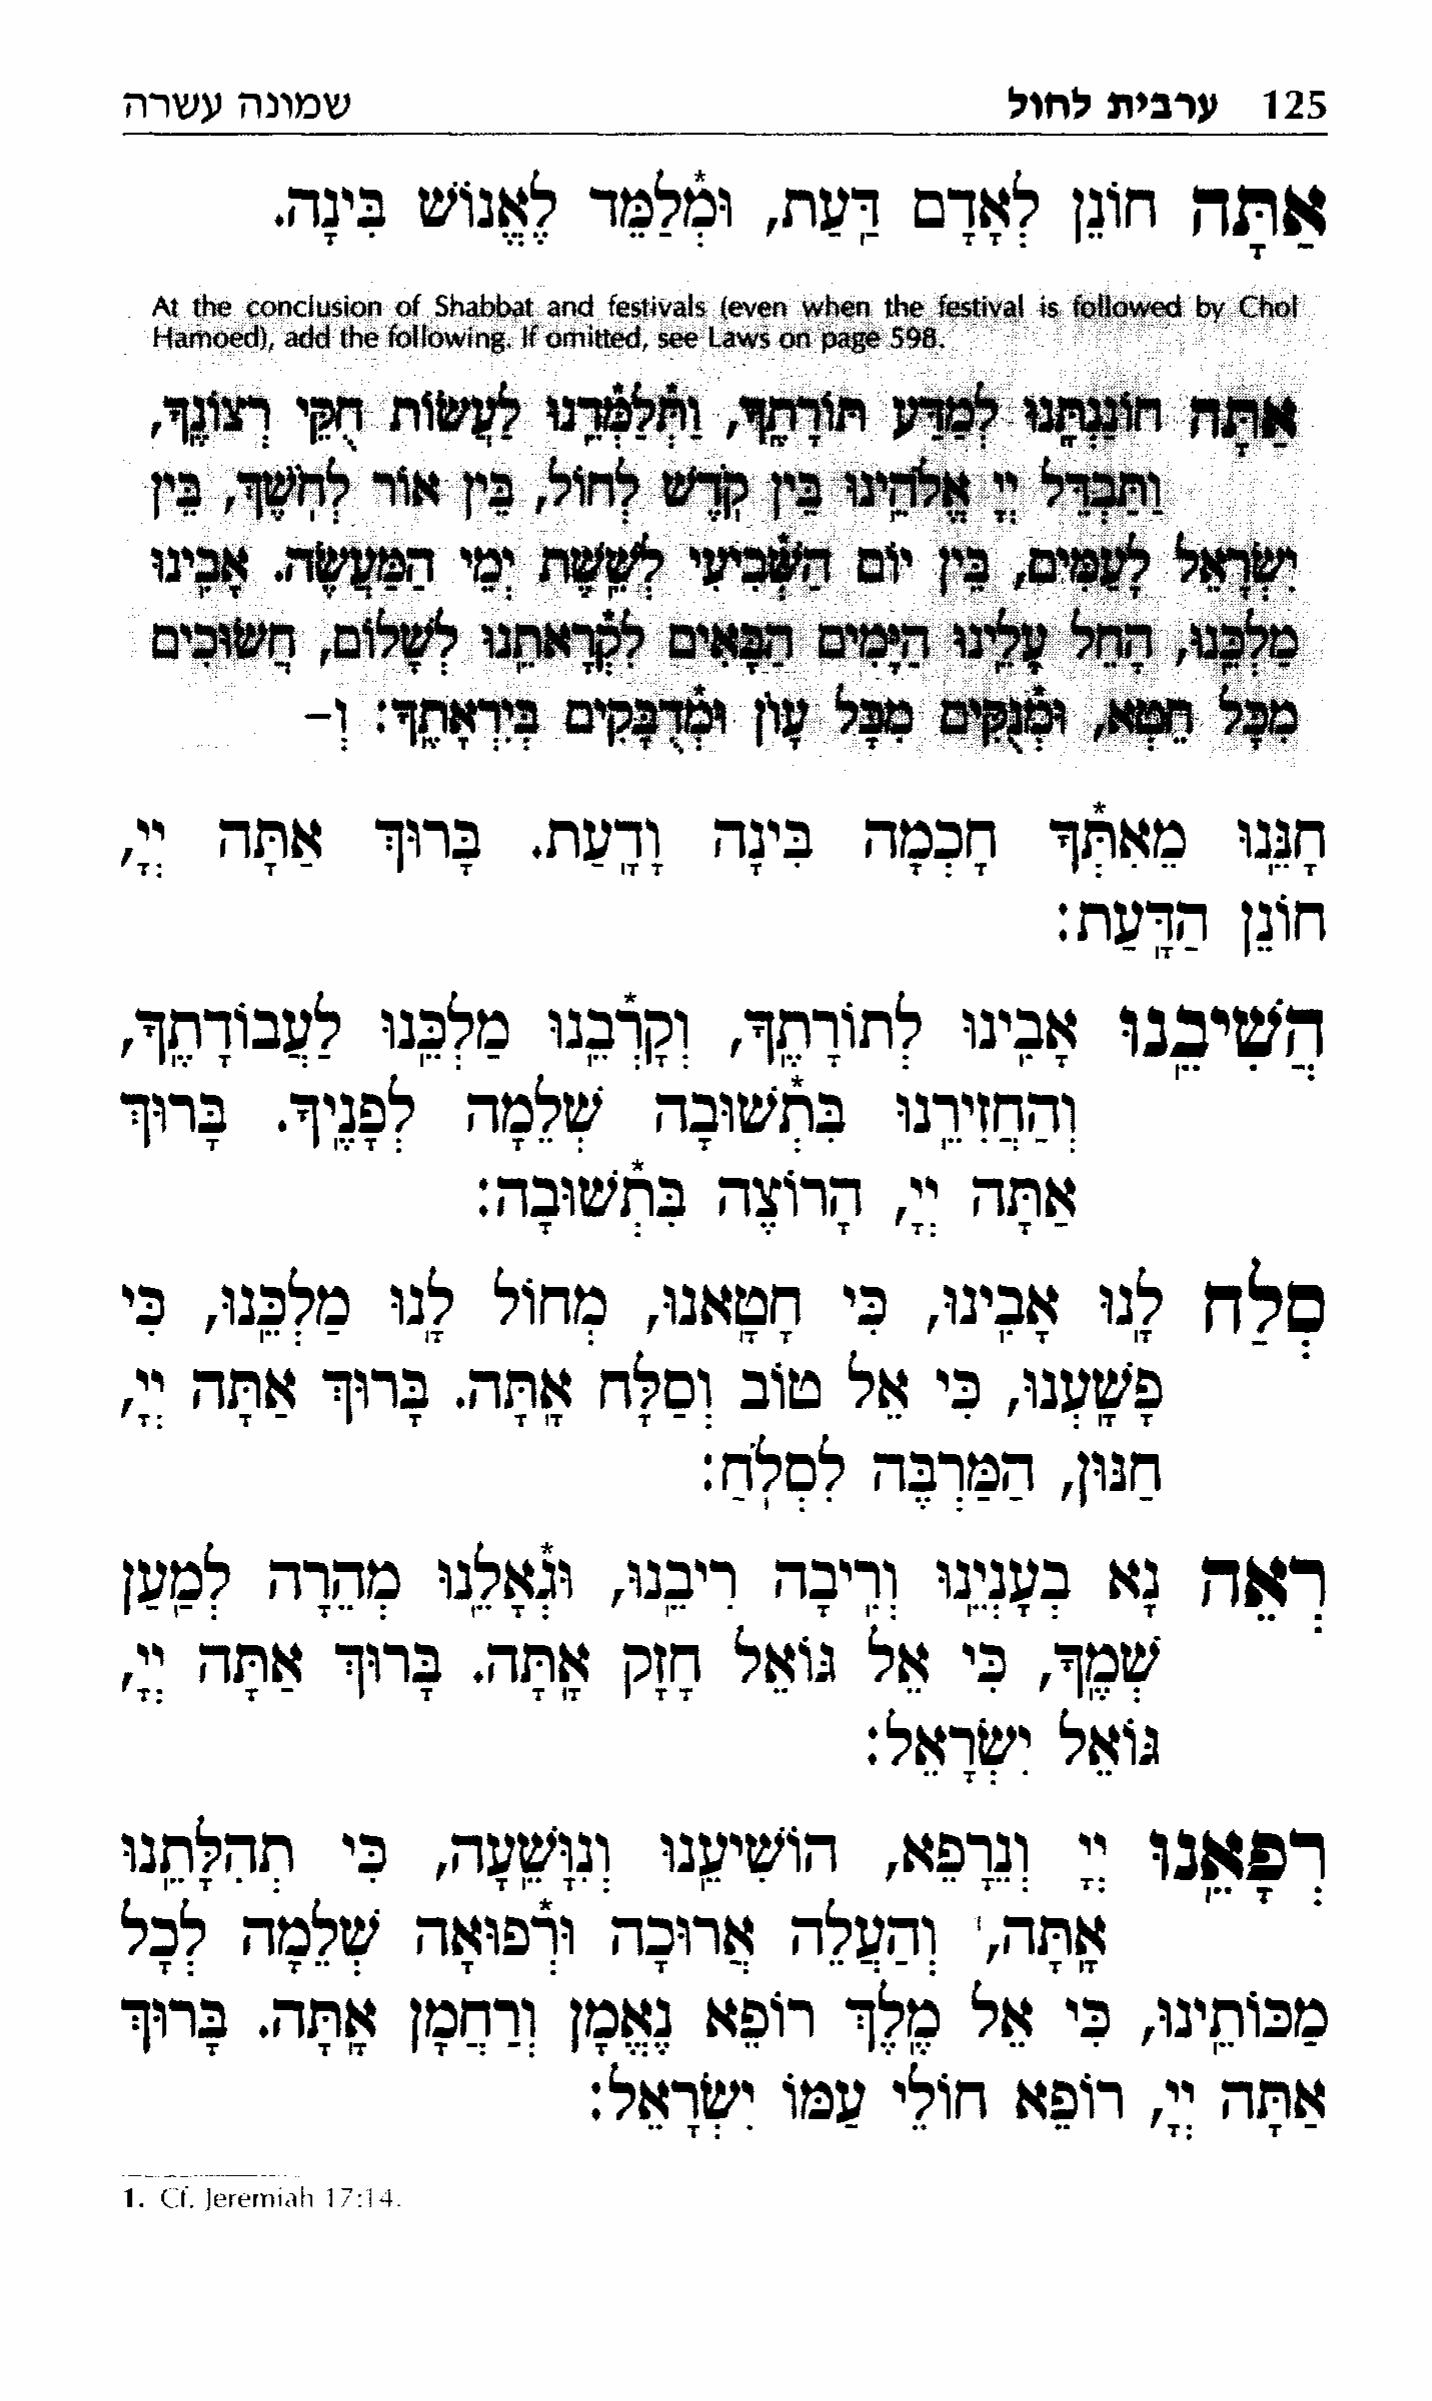 125 ערבית לחול שמונה עשרה
אַתָּה חוֹנֵן לְאָדָם דַּעַת, וּמְ֯לַמֵּד לֶאֱנוֹשׁ בִּינָה.
At the conclusion of Shabbat and festivals (even when the festival is followed by Chol
Hamoed), add the following. If omitted, see Laws on page 598.
אַתָּה חוֹנַנְתָּנוּ לְמַדַּע תּוֹרָתֶךָ, וַתְּ֯לַמְּ֯דֵנוּ לַעֲשׂוֹת חֻקֵּי רְצוֹנֶךָ,
וַתַּבְדֵּל יְיָ אֱלֹהֵינוּ בֵּין קֹדֶשׁ לְחוֹל, בֵּין אוֹר לְחֹשֶׁךְ, בֵּין
יִשְׂרָאֵל לָעַמִּים, בֵּין יוֹם הַשְּׁבִיעִי לְשֵׁשֶׁת יְמֵי הַמַּעֲשֶׂה. אָבִינוּ
מַלְכֵּנוּ, הָחֵל עָלֵינוּ הַיָּמִים הַבָּאִים לִקְ֯רָאתֵנוּ לְשָׁלוֹם, חֲשׂוּכִים
מִכָּל חֵטְא, וּמְ֯נֻקִּים מִכָּל עָוֹן וּמְ֯דֻבָּקִים בְּיִרְאָתֶךָ: וְ–
חָנֵּנוּ מֵאִתְּ֯ךָ חָכְמָה בִּינָה וָדָעַת. בָּרוּךְ אַתָּה יְיָ,
חוֹנֵן הַדָּעַת:
הֲשִׁיבֵנוּ אָבִינוּ לְתוֹרָתֶךָ, וְקָרְ֯בֵנוּ מַלְכֵּנוּ לַעֲבוֹדָתֶךָ,
וְהַחֲזִירֵנוּ בִּתְ֯שׁוּבָה שְׁלֵמָה לְפָנֶיךָ. בָּרוּךְ
אַתָּה יְיָ, הָרוֹצֶה בִּתְ֯שׁוּבָה:
סְלַח לָנוּ אָבִינוּ, כִּי חָטָאנוּ, מְחוֹל לָנוּ מַלְכֵּנוּ, כִּי
פָשָׁעְנוּ, כִּי אֵל טוֹב וְסַלָּח אָתָּה. בָּרוּךְ אַתָּה יְיָ,
חַנּוּן, הַמַּרְבֶּה לִסְלֹחַ:
רְאֵה נָא בְעָנְיֵנוּ וְרִיבָה רִיבֵנוּ, וּגְ֯אָלֵנוּ מְהֵרָה לְמַעַן
שְׁמֶךָ, כִּי אֵל גּוֹאֵל חָזָק אָתָּה. בָּרוּךְ אַתָּה יְיָ,
גּוֹאֵל יִשְׂרָאֵל:
רְפָאֵנוּ יְיָ וְנֵרָפֵא, הוֹשִׁיעֵנוּ וְנִוָּשֵׁעָה, כִּי תְהִלָּתֵנוּ
אָתָּה,¹ וְהַעֲלֵה אֲרוּכָה וּרְ֯פוּאָה שְׁלֵמָה לְכָל
מַכּוֹתֵינוּ, כִּי אֵל מֶלֶךְ רוֹפֵא נֶאֱמָן וְרַחֲמָן אָתָּה. בָּרוּךְ
אַתָּה יְיָ, רוֹפֵא חוֹלֵי עַמּוֹ יִשְׂרָאֵל:
1. Cf. Jeremiah 17:14.